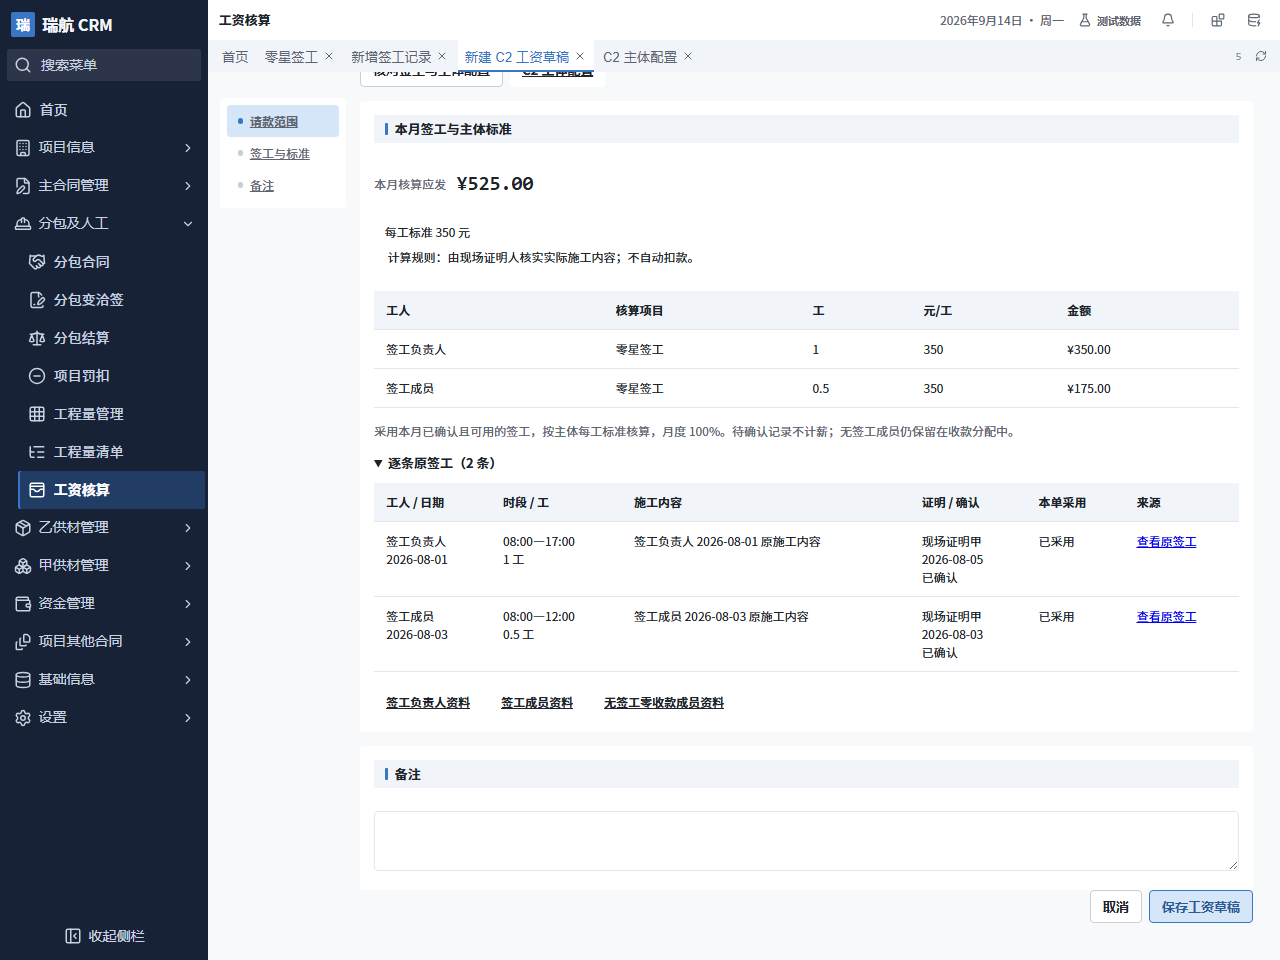 瑞 瑞航 CRM
搜索菜单
首页
项目信息
主合同管理
分包及人工
分包合同
分包变洽签
分包结算
项目罚扣
工程量管理
工程量清单
工资核算
乙供材管理
甲供材管理
资金管理
项目其他合同
基础信息
设置
收起侧栏
工资核算
2026年9月14日 · 周一 测试数据
首页 零星签工 新增签工记录 新建 C2 工资草稿 C2 主体配置 5
核对签工与主体配置 C2 主体配置
请款范围
签工与标准
备注
本月签工与主体标准
本月核算应发 ¥525.00
每工标准 350 元
计算规则：由现场证明人核实实际施工内容；不自动扣款。
工人 核算项目 工 元/工 金额
签工负责人 零星签工 1 350 ¥350.00
签工成员 零星签工 0.5 350 ¥175.00
采用本月已确认且可用的签工，按主体每工标准核算，月度 100%。待确认记录不计薪；无签工成员仍保留在收款分配中。
▼ 逐条原签工（2 条）
工人 / 日期 时段 / 工 施工内容 证明 / 确认 本单采用 来源
签工负责人 08:00—17:00 签工负责人 2026-08-01 原施工内容 现场证明甲 已采用 查看原签工
2026-08-01 1 工 2026-08-05
已确认
签工成员 08:00—12:00 签工成员 2026-08-03 原施工内容 现场证明甲 已采用 查看原签工
2026-08-03 0.5 工 2026-08-03
已确认
签工负责人资料 签工成员资料 无签工零收款成员资料
备注
取消 保存工资草稿